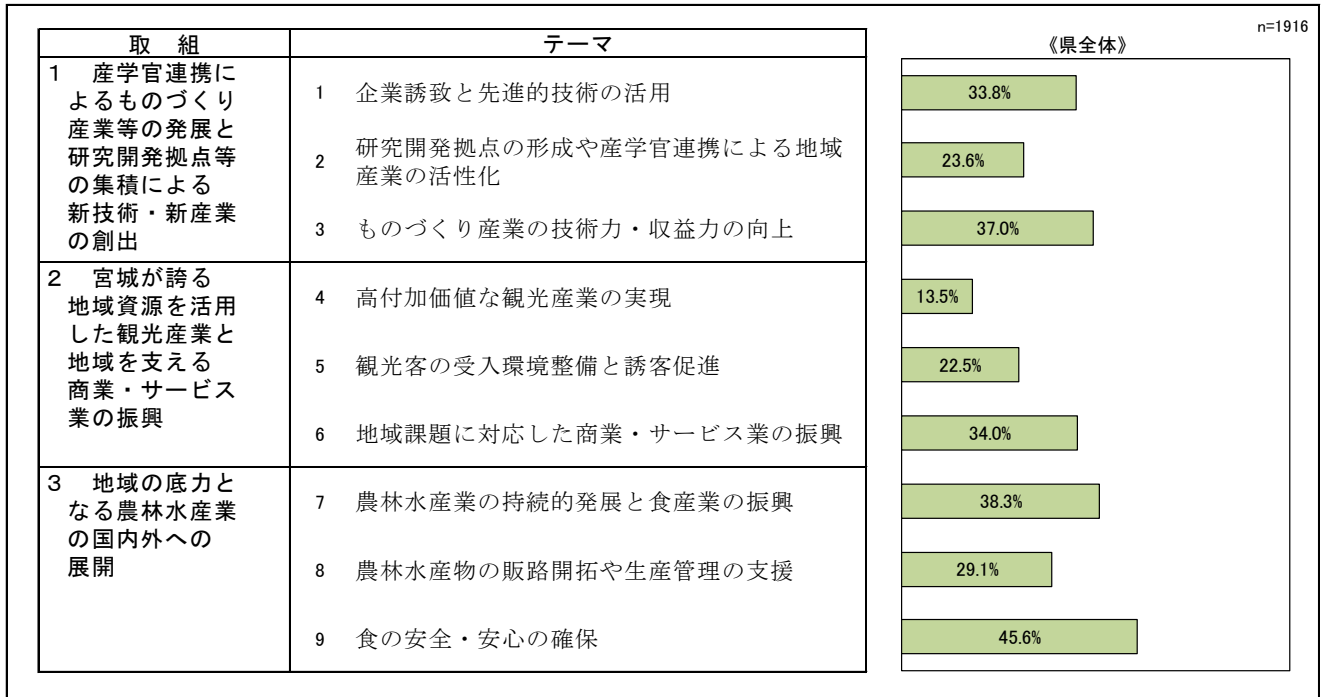 n=1916
取　組
テーマ
《県全体》
１　産学官連携に
よるものづくり
産業等の発展と
研究開発拠点等
の集積による
新技術・新産業
の創出
1　企業誘致と先進的技術の活用
33.8%
2　研究開発拠点の形成や産学官連携による地域
産業の活性化
23.6%
3　ものづくり産業の技術力・収益力の向上
37.0%
２　宮城が誇る
地域資源を活用
した観光産業と
地域を支える
商業・サービス
業の振興
4　高付加価値な観光産業の実現
13.5%
5　観光客の受入環境整備と誘客促進
22.5%
6　地域課題に対応した商業・サービス業の振興
34.0%
３　地域の底力と
なる農林水産業
の国内外への
展開
7　農林水産業の持続的発展と食産業の振興
38.3%
8　農林水産物の販路開拓や生産管理の支援
29.1%
9　食の安全・安心の確保
45.6%